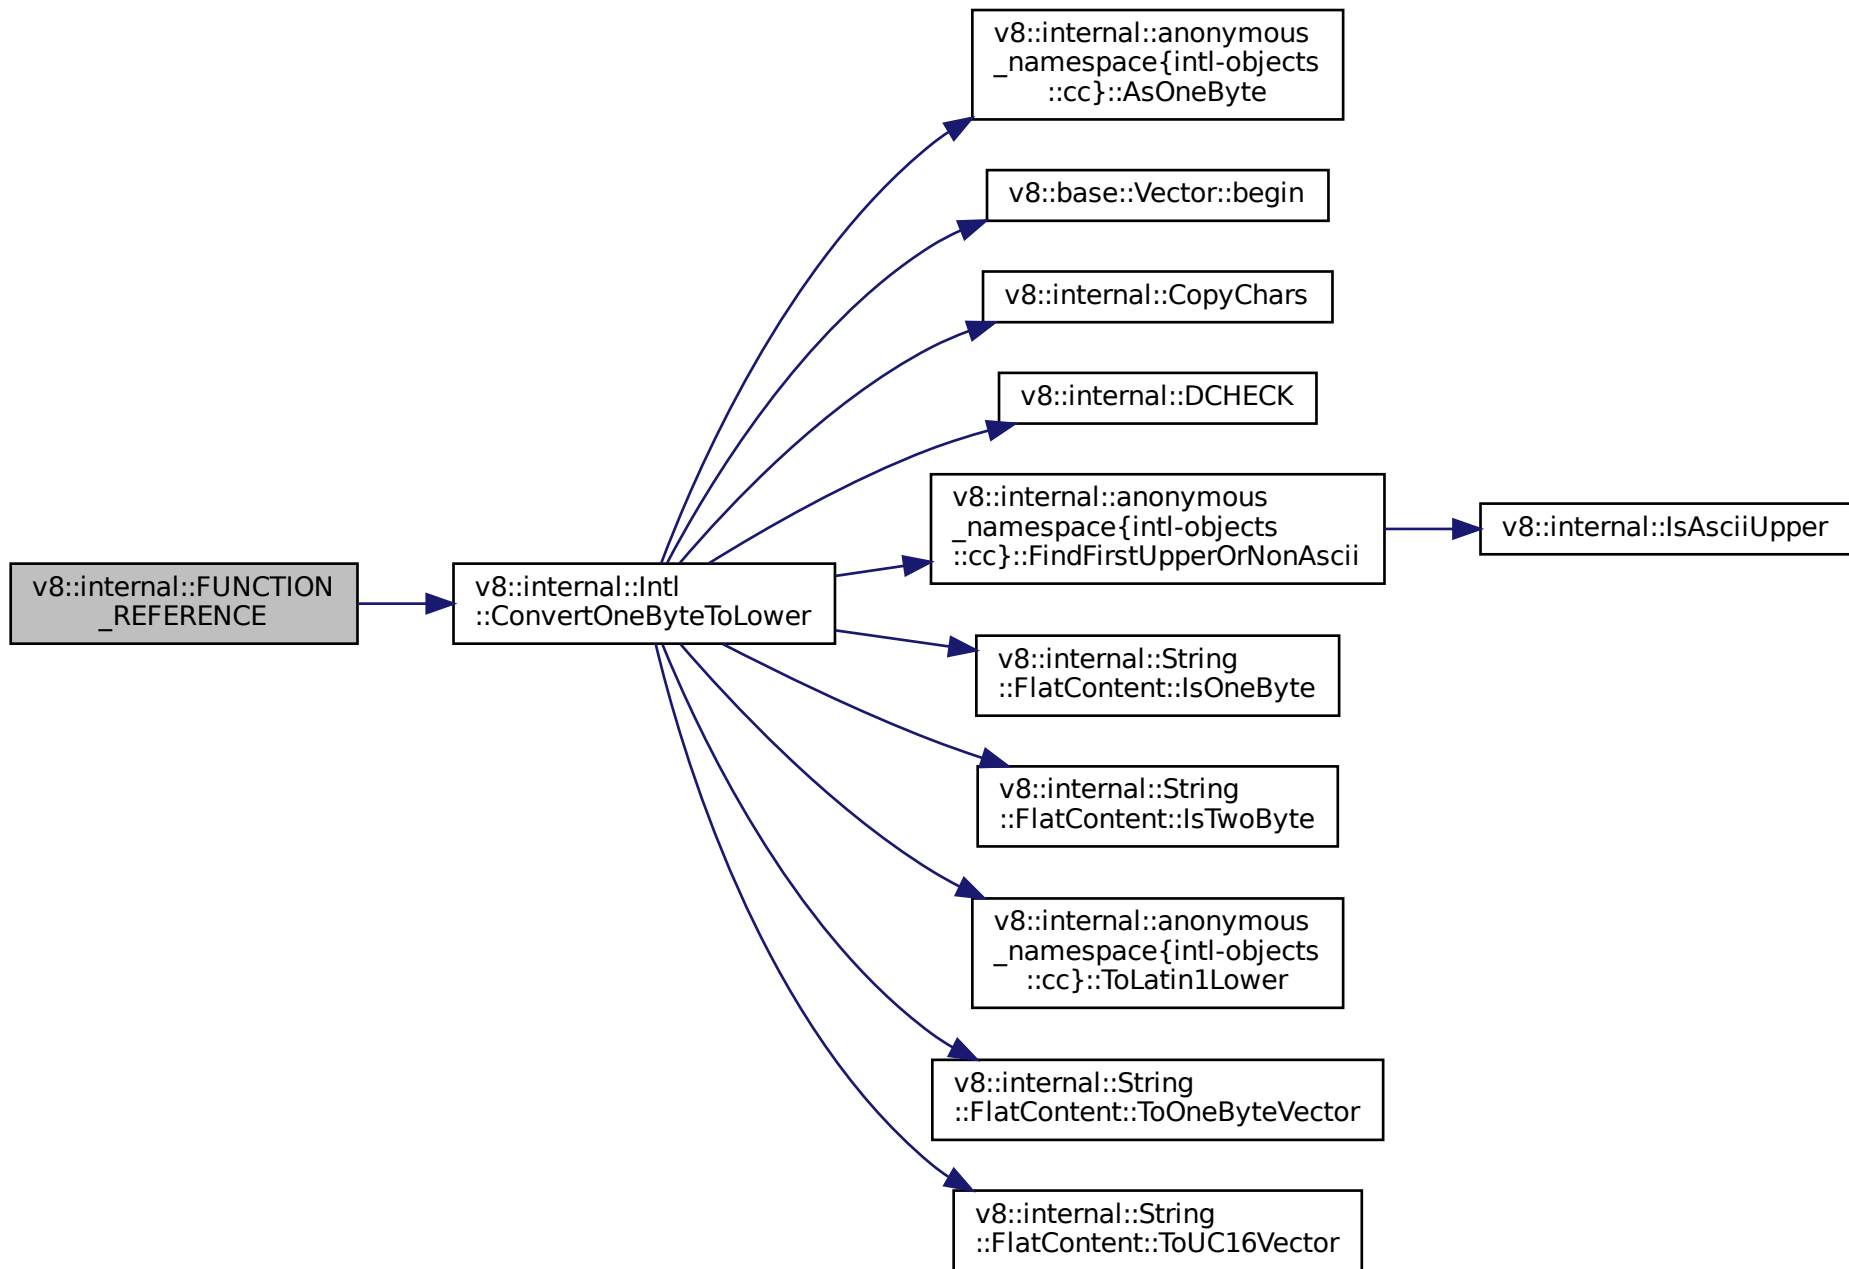 v8::internal::FUNCTION
_REFERENCE
v8::internal::Intl
::ConvertOneByteToLower
v8::internal::anonymous
_namespace{intl-objects
::cc}::AsOneByte
v8::base::Vector::begin
v8::internal::CopyChars
v8::internal::DCHECK
v8::internal::anonymous
_namespace{intl-objects
::cc}::FindFirstUpperOrNonAscii
v8::internal::IsAsciiUpper
v8::internal::String
::FlatContent::IsOneByte
v8::internal::String
::FlatContent::IsTwoByte
v8::internal::anonymous
_namespace{intl-objects
::cc}::ToLatin1Lower
v8::internal::String
::FlatContent::ToOneByteVector
v8::internal::String
::FlatContent::ToUC16Vector